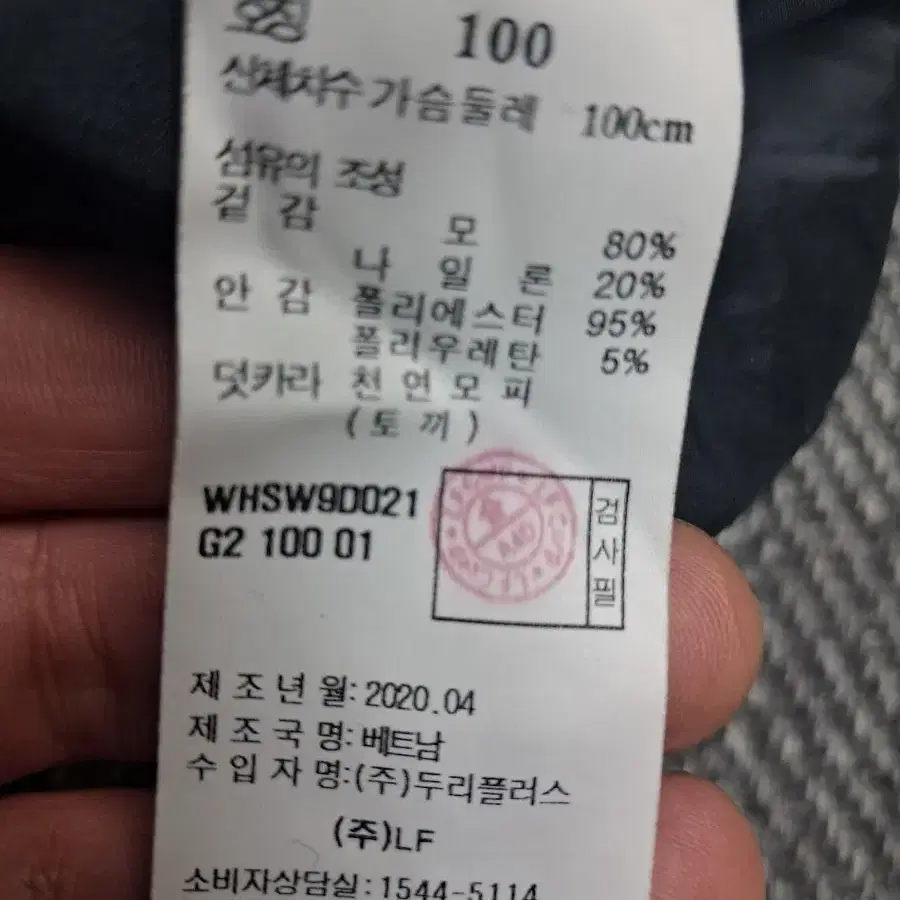 호칭 100
신체치수 가슴둘레 100cm
섬유의 조성
겉 감 모 80%
나 일 론 20%
안 감 폴리에스터 95%
폴리우레탄 5%
덧카라 천 연 모 피
(토 끼)
WHSW9D021
G2 100 01
검사필
제 조 년 월: 2020.04
제 조 국 명: 베트남
수 입 자 명:(주)두리플러스
(주)LF
소비자상담실:1544-5114